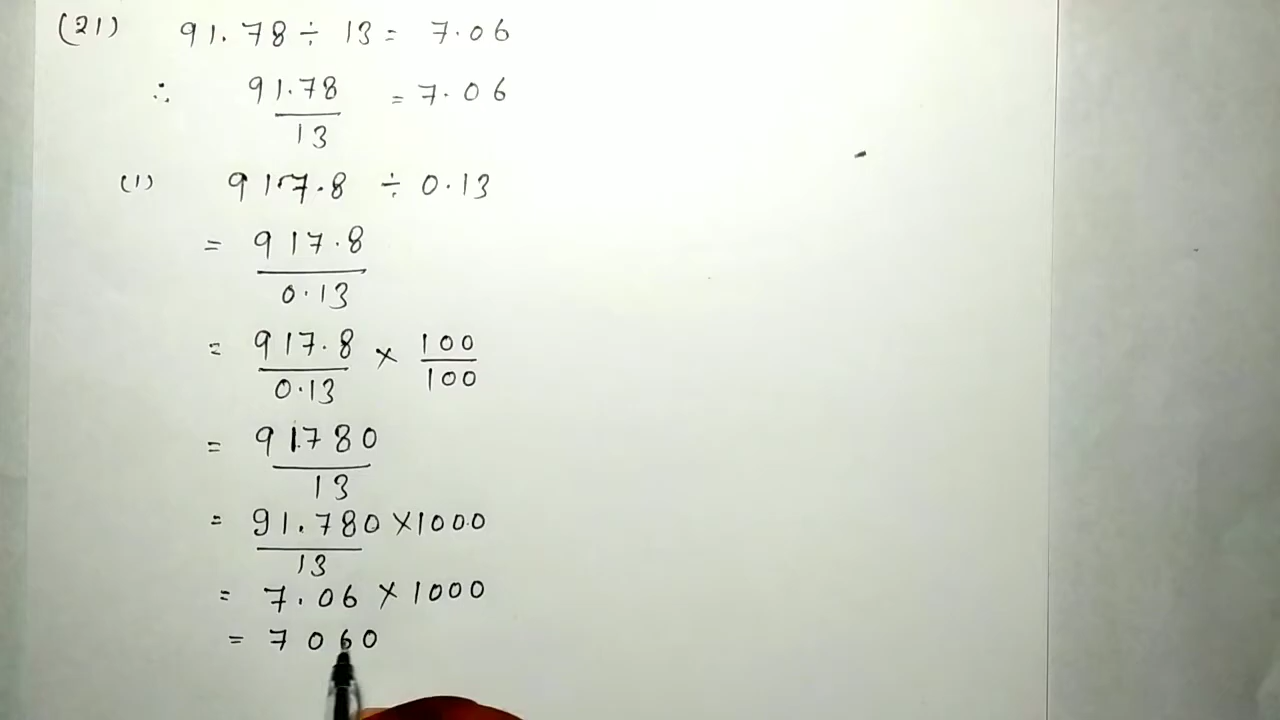 (21) 91.78 ÷ 13 = 7.06
∴ 91.78/13 = 7.06
(1) 917.8 ÷ 0.13
= 917.8/0.13
= 917.8/0.13 × 100/100
= 91780/13
= 91.780/13 × 1000
= 7.06 × 1000
= 7060